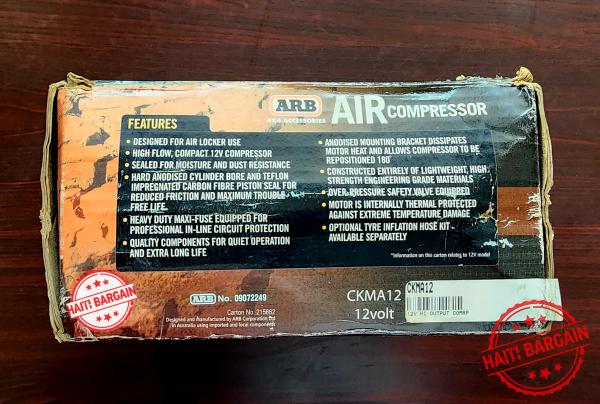 ARB
4X4 ACCESSORIES
AIR COMPRESSOR
FEATURES
• DESIGNED FOR AIR LOCKER USE
• HIGH FLOW, COMPACT 12V COMPRESSOR
• SEALED FOR MOISTURE AND DUST RESISTANCE
• HARD ANODISED CYLINDER BORE AND TEFLON
IMPREGNATED CARBON FIBRE PISTON SEAL FOR
REDUCED FRICTION AND MAXIMUM TROUBLE
FREE LIFE
• HEAVY DUTY MAXI-FUSE EQUIPPED FOR
PROFESSIONAL IN-LINE CIRCUIT PROTECTION
• QUALITY COMPONENTS FOR QUIET OPERATION
AND EXTRA LONG LIFE
• ANODISED MOUNTING BRACKET DISSIPATES
MOTOR HEAT AND ALLOWS COMPRESSOR TO BE
REPOSITIONED 180°
• CONSTRUCTED ENTIRELY OF LIGHTWEIGHT, HIGH
STRENGTH ENGINEERING GRADE MATERIALS
• OVER-PRESSURE SAFETY VALVE EQUIPPED
• MOTOR IS INTERNALLY THERMAL PROTECTED
AGAINST EXTREME TEMPERATURE DAMAGE
• OPTIONAL TYRE INFLATION HOSE KIT
AVAILABLE SEPARATELY
*Information on this carton relates to 12V model
HAIT! BARGAIN
ARB No. 09072249
Carton No. 215682
Designed and manufactured by ARB Corporation Ltd
in Australia using imported and local components
CKMA12
12volt
CKMA12
12V HI OUTPUT COMPR
HAIT! BARGAIN